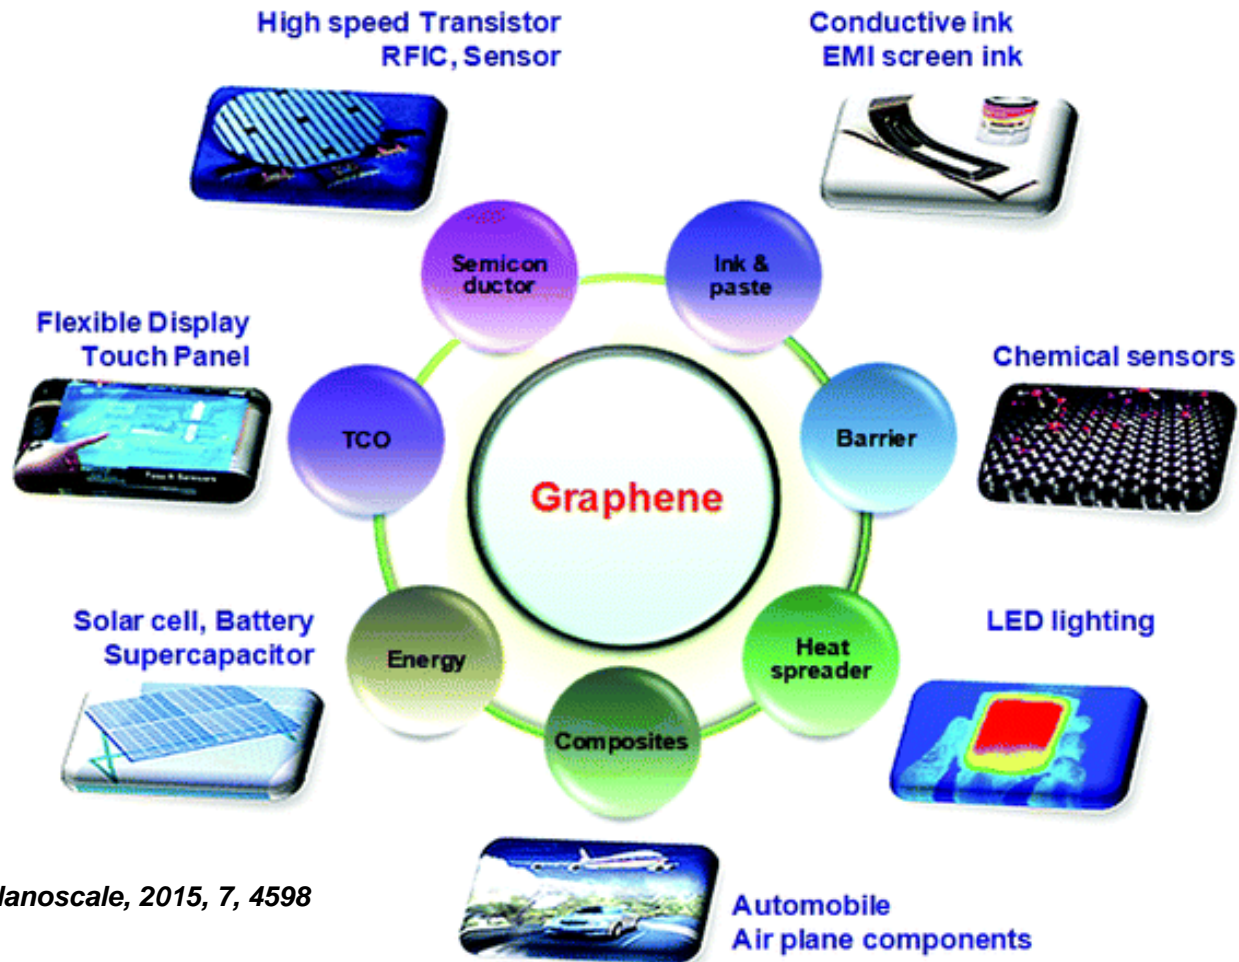 High speed Transistor
RFIC, Sensor
Conductive ink
EMI screen ink
Semicon
ductor
Ink &
paste
Flexible Display
Touch Panel
TCO
Barrier
Chemical sensors
Graphene
Solar cell, Battery
Supercapacitor
Energy
Heat
spreader
LED lighting
Composites
Automobile
Air plane components
lanoscale, 2015, 7, 4598